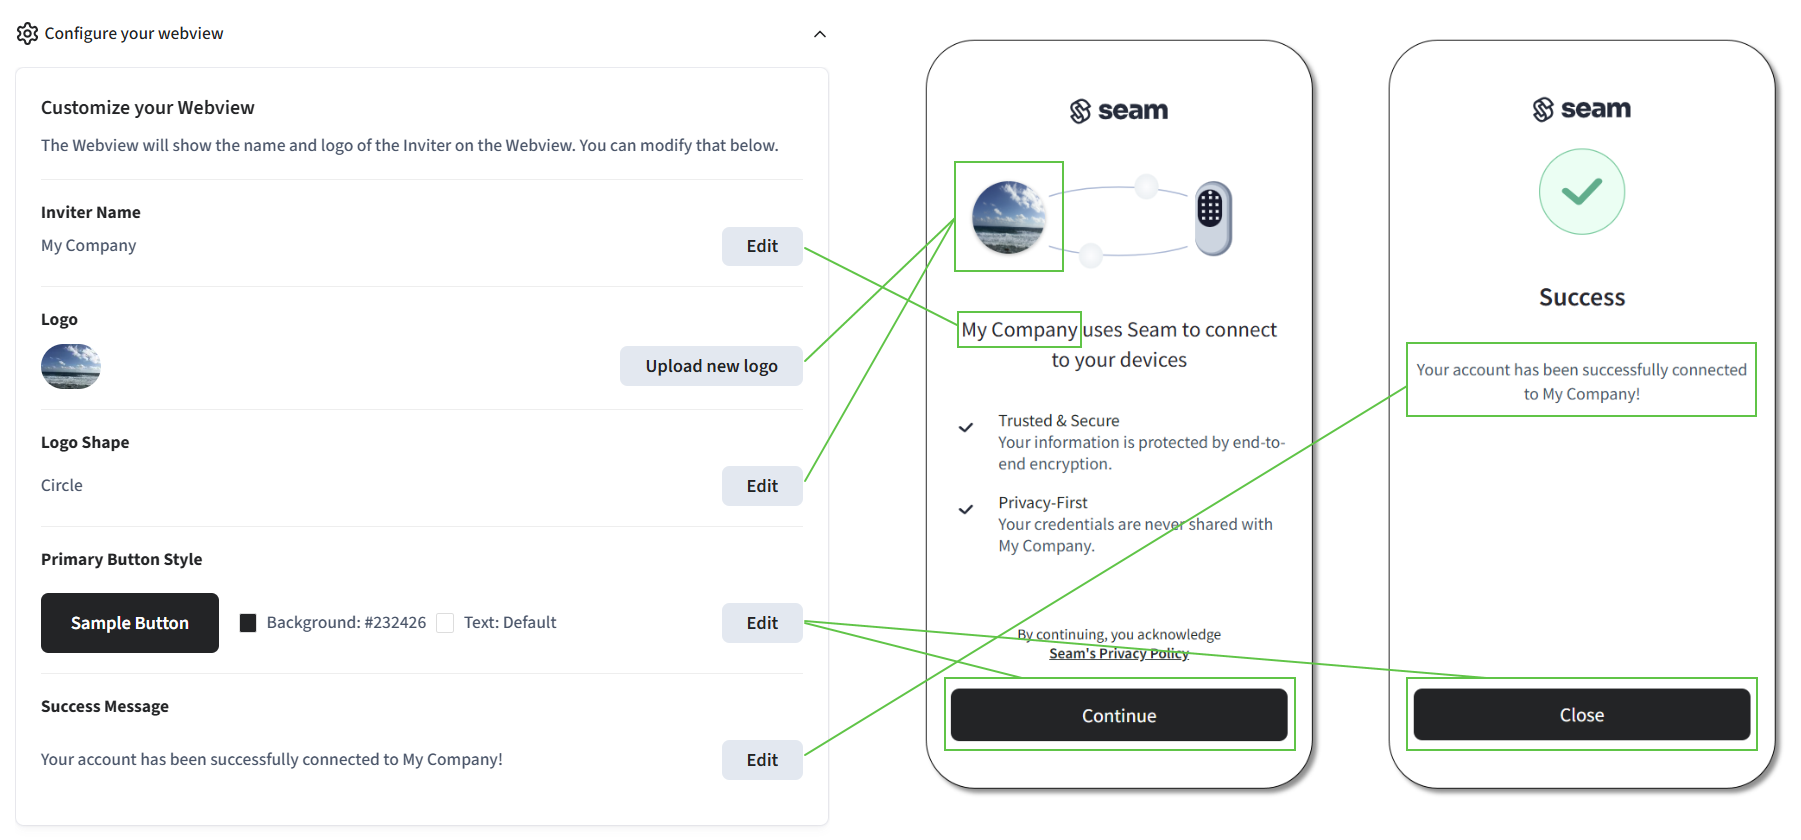 Configure your webview
Customize your Webview
The Webview will show the name and logo of the Inviter on the Webview. You can modify that below.
Inviter Name
My Company
Edit
Logo
Upload new logo
Logo Shape
Circle
Edit
Primary Button Style
Sample Button
Background: #232426
Text: Default
Edit
Success Message
Your account has been successfully connected to My Company!
Edit
seam
My Company uses Seam to connect
to your devices
Trusted & Secure
Your information is protected by end-to-
end encryption.
Privacy-First
Your credentials are never shared with
My Company.
By continuing, you acknowledge
Seam's Privacy Policy
Continue
seam
Success
Your account has been successfully connected
to My Company!
Close